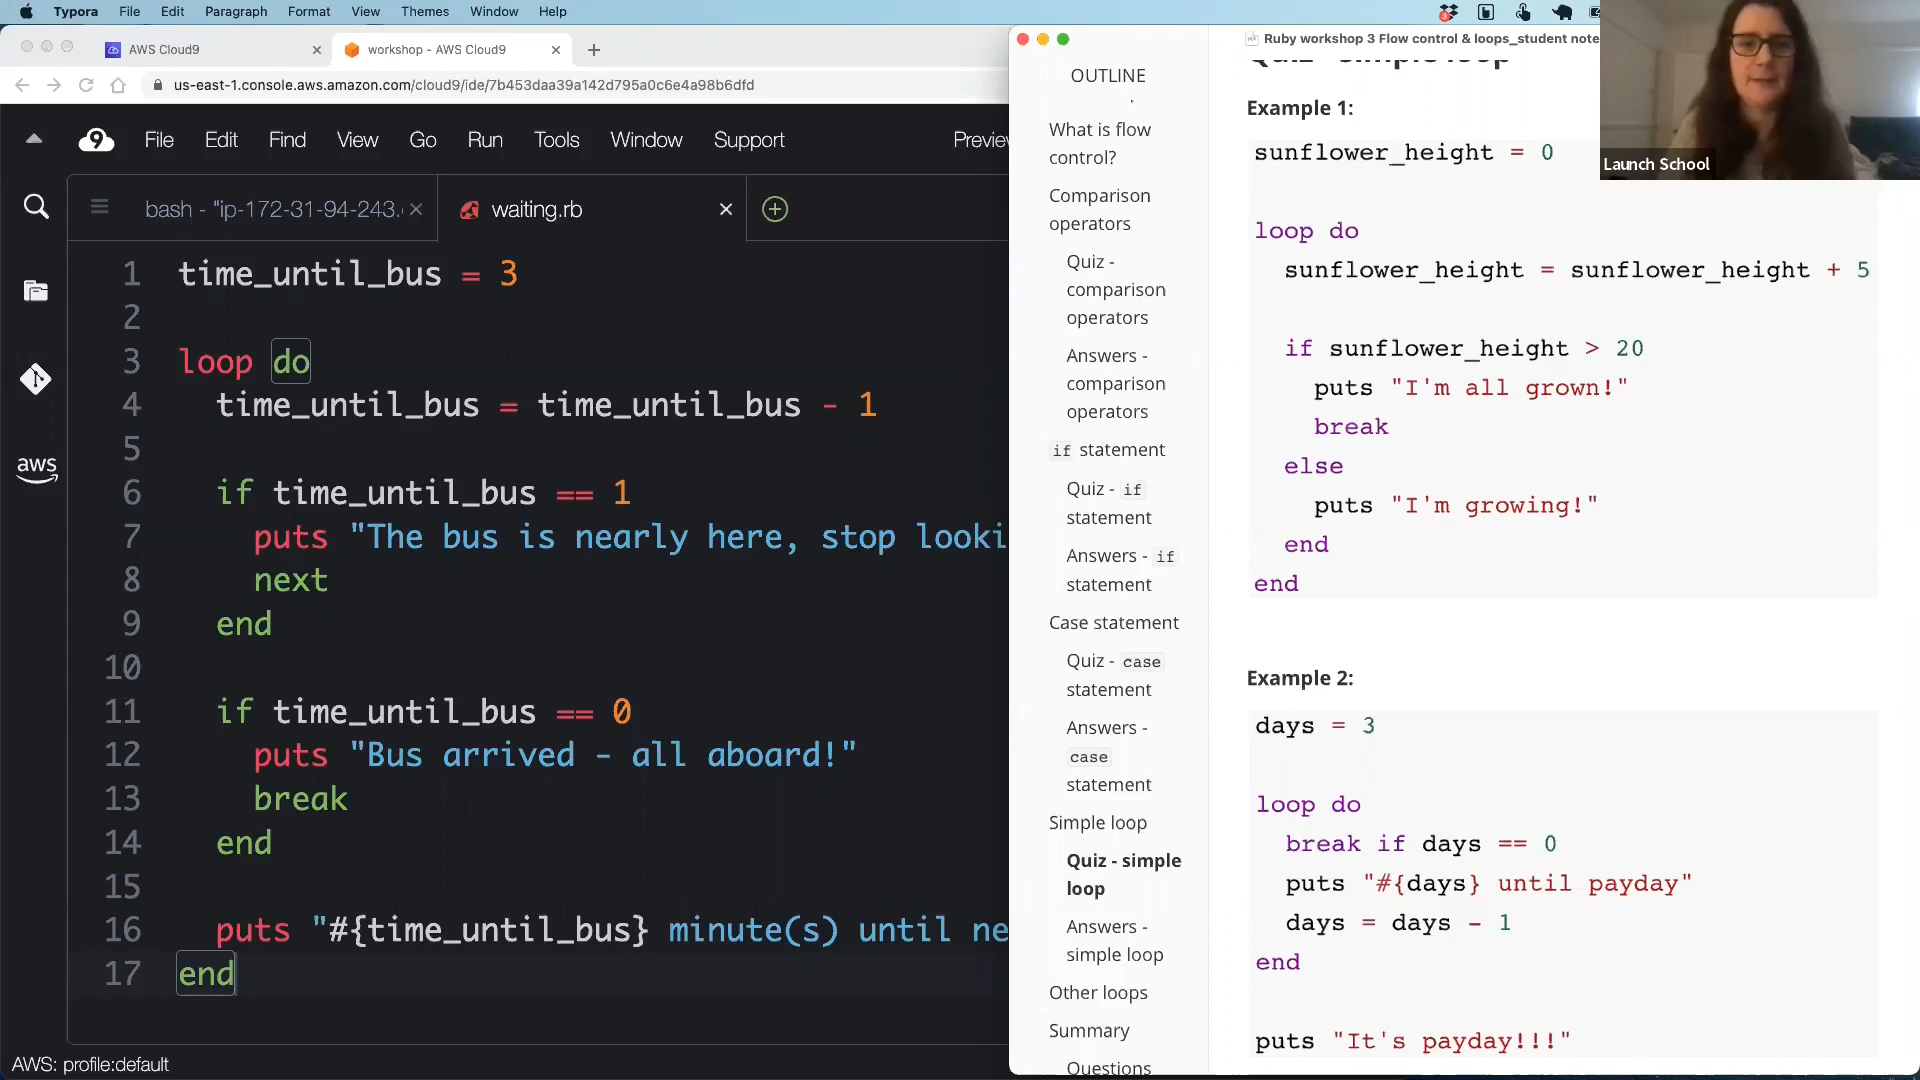 Typora File Edit Paragraph Format View Themes Window Help
AWS Cloud9
workshop - AWS Cloud9
us-east-1.console.aws.amazon.com/cloud9/ide/7b453daa39a142d795a0c6e4a98b6dfd
9 File Edit Find View Go Run Tools Window Support Preview
bash - "ip-172-31-94-243.
waiting.rb
aws
1 time_until_bus = 3
2
3 loop do
4 time_until_bus = time_until_bus - 1
5
6 if time_until_bus == 1
7 puts "The bus is nearly here, stop looki
8 next
9 end
10
11 if time_until_bus == 0
12 puts "Bus arrived - all aboard!"
13 break
14 end
15
16 puts "#{time_until_bus} minute(s) until ne
17 end
AWS: profile:default
Ruby workshop 3 Flow control & loops_student note
OUTLINE
What is flow
control?
Comparison
operators
Quiz -
comparison
operators
Answers -
comparison
operators
if statement
Quiz - if
statement
Answers - if
statement
Case statement
Quiz - case
statement
Answers -
case
statement
Simple loop
Quiz - simple
loop
Answers -
simple loop
Other loops
Summary
Questions
Quiz - simple loop
Example 1:
sunflower_height = 0
loop do
sunflower_height = sunflower_height + 5
if sunflower_height > 20
puts "I'm all grown!"
break
else
puts "I'm growing!"
end
end
Example 2:
days = 3
loop do
break if days == 0
puts "#{days} until payday"
days = days - 1
end
puts "It's payday!!!"
Launch School